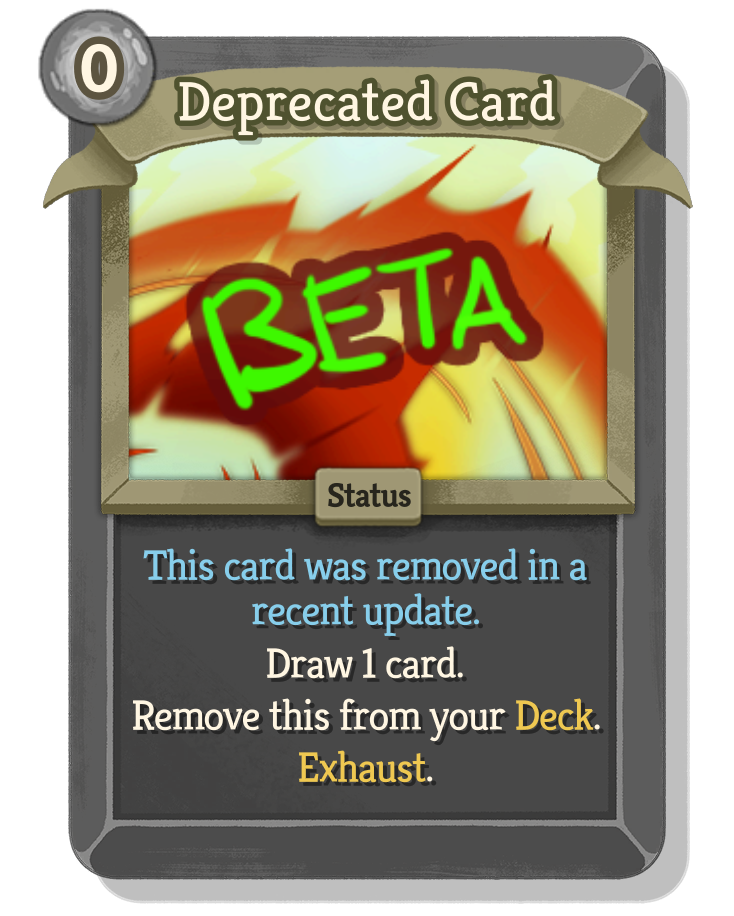 0
Deprecated Card
BETA
Status
This card was removed in a
recent update.
Draw 1 card.
Remove this from your Deck.
Exhaust.